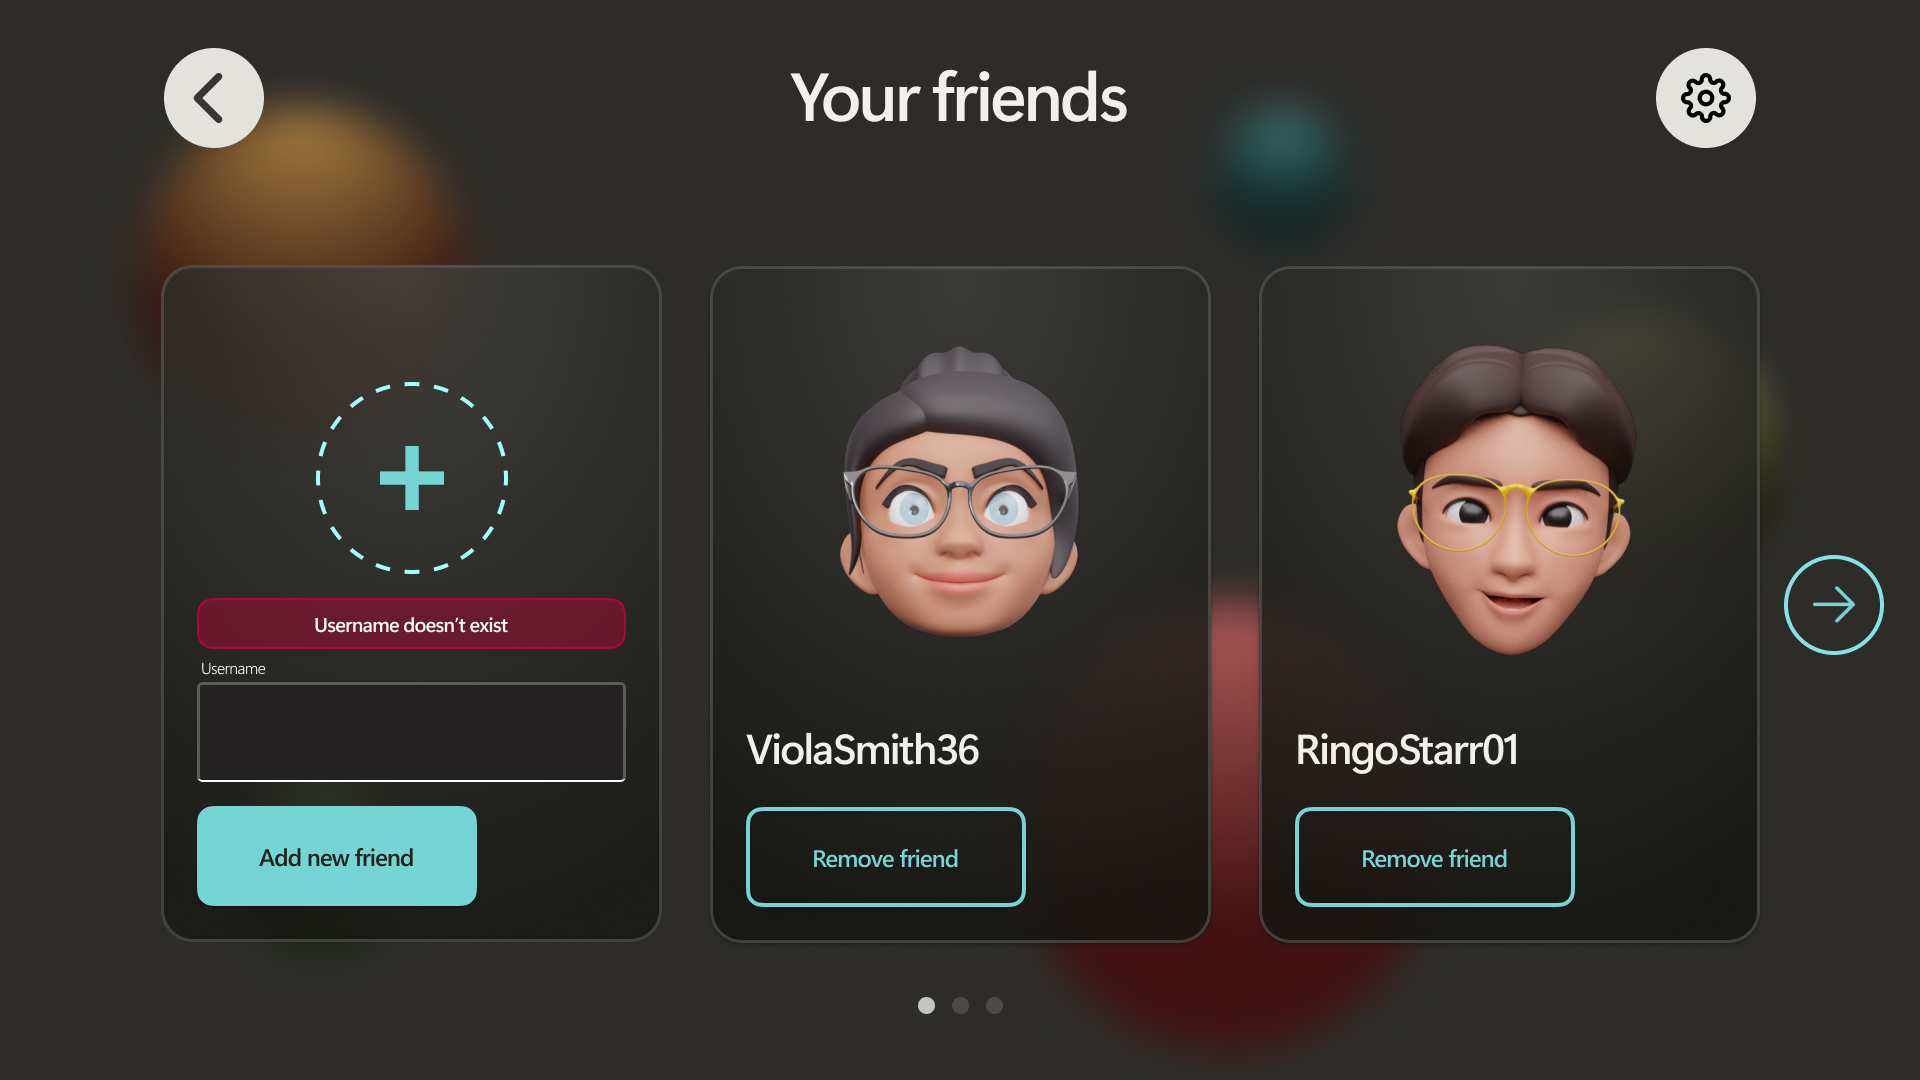 Your friends
Username doesn't exist
Username
Add new friend
ViolaSmith36
Remove friend
RingoStarr01
Remove friend